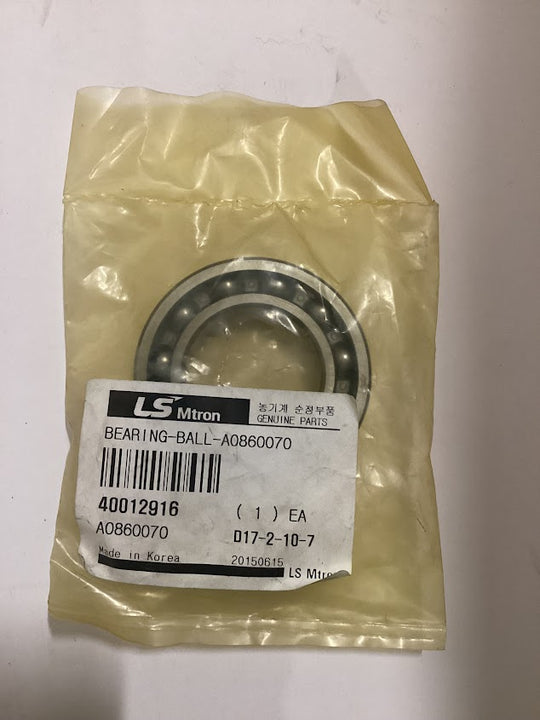 LS Mtron
농기계 순정부품
GENUINE PARTS
BEARING-BALL-A0860070
40012916 ( 1 ) EA
A0860070 D17-2-10-7
Made in Korea 20150615
LS Mtron